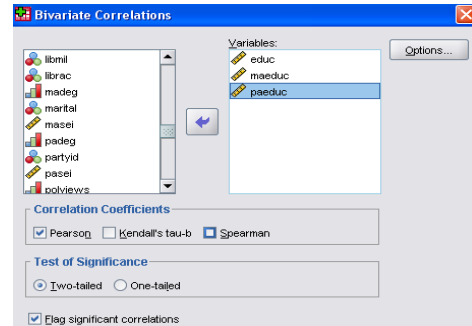 Bivariate Correlations
Variables:
libmil
librac
madeg
marital
masei
padeg
partyid
pasei
polviews
educ
maeduc
paeduc
Options...
Correlation Coefficients
Pearson Kendall's tau-b Spearman
Test of Significance
Two-tailed One-tailed
Flag significant correlations